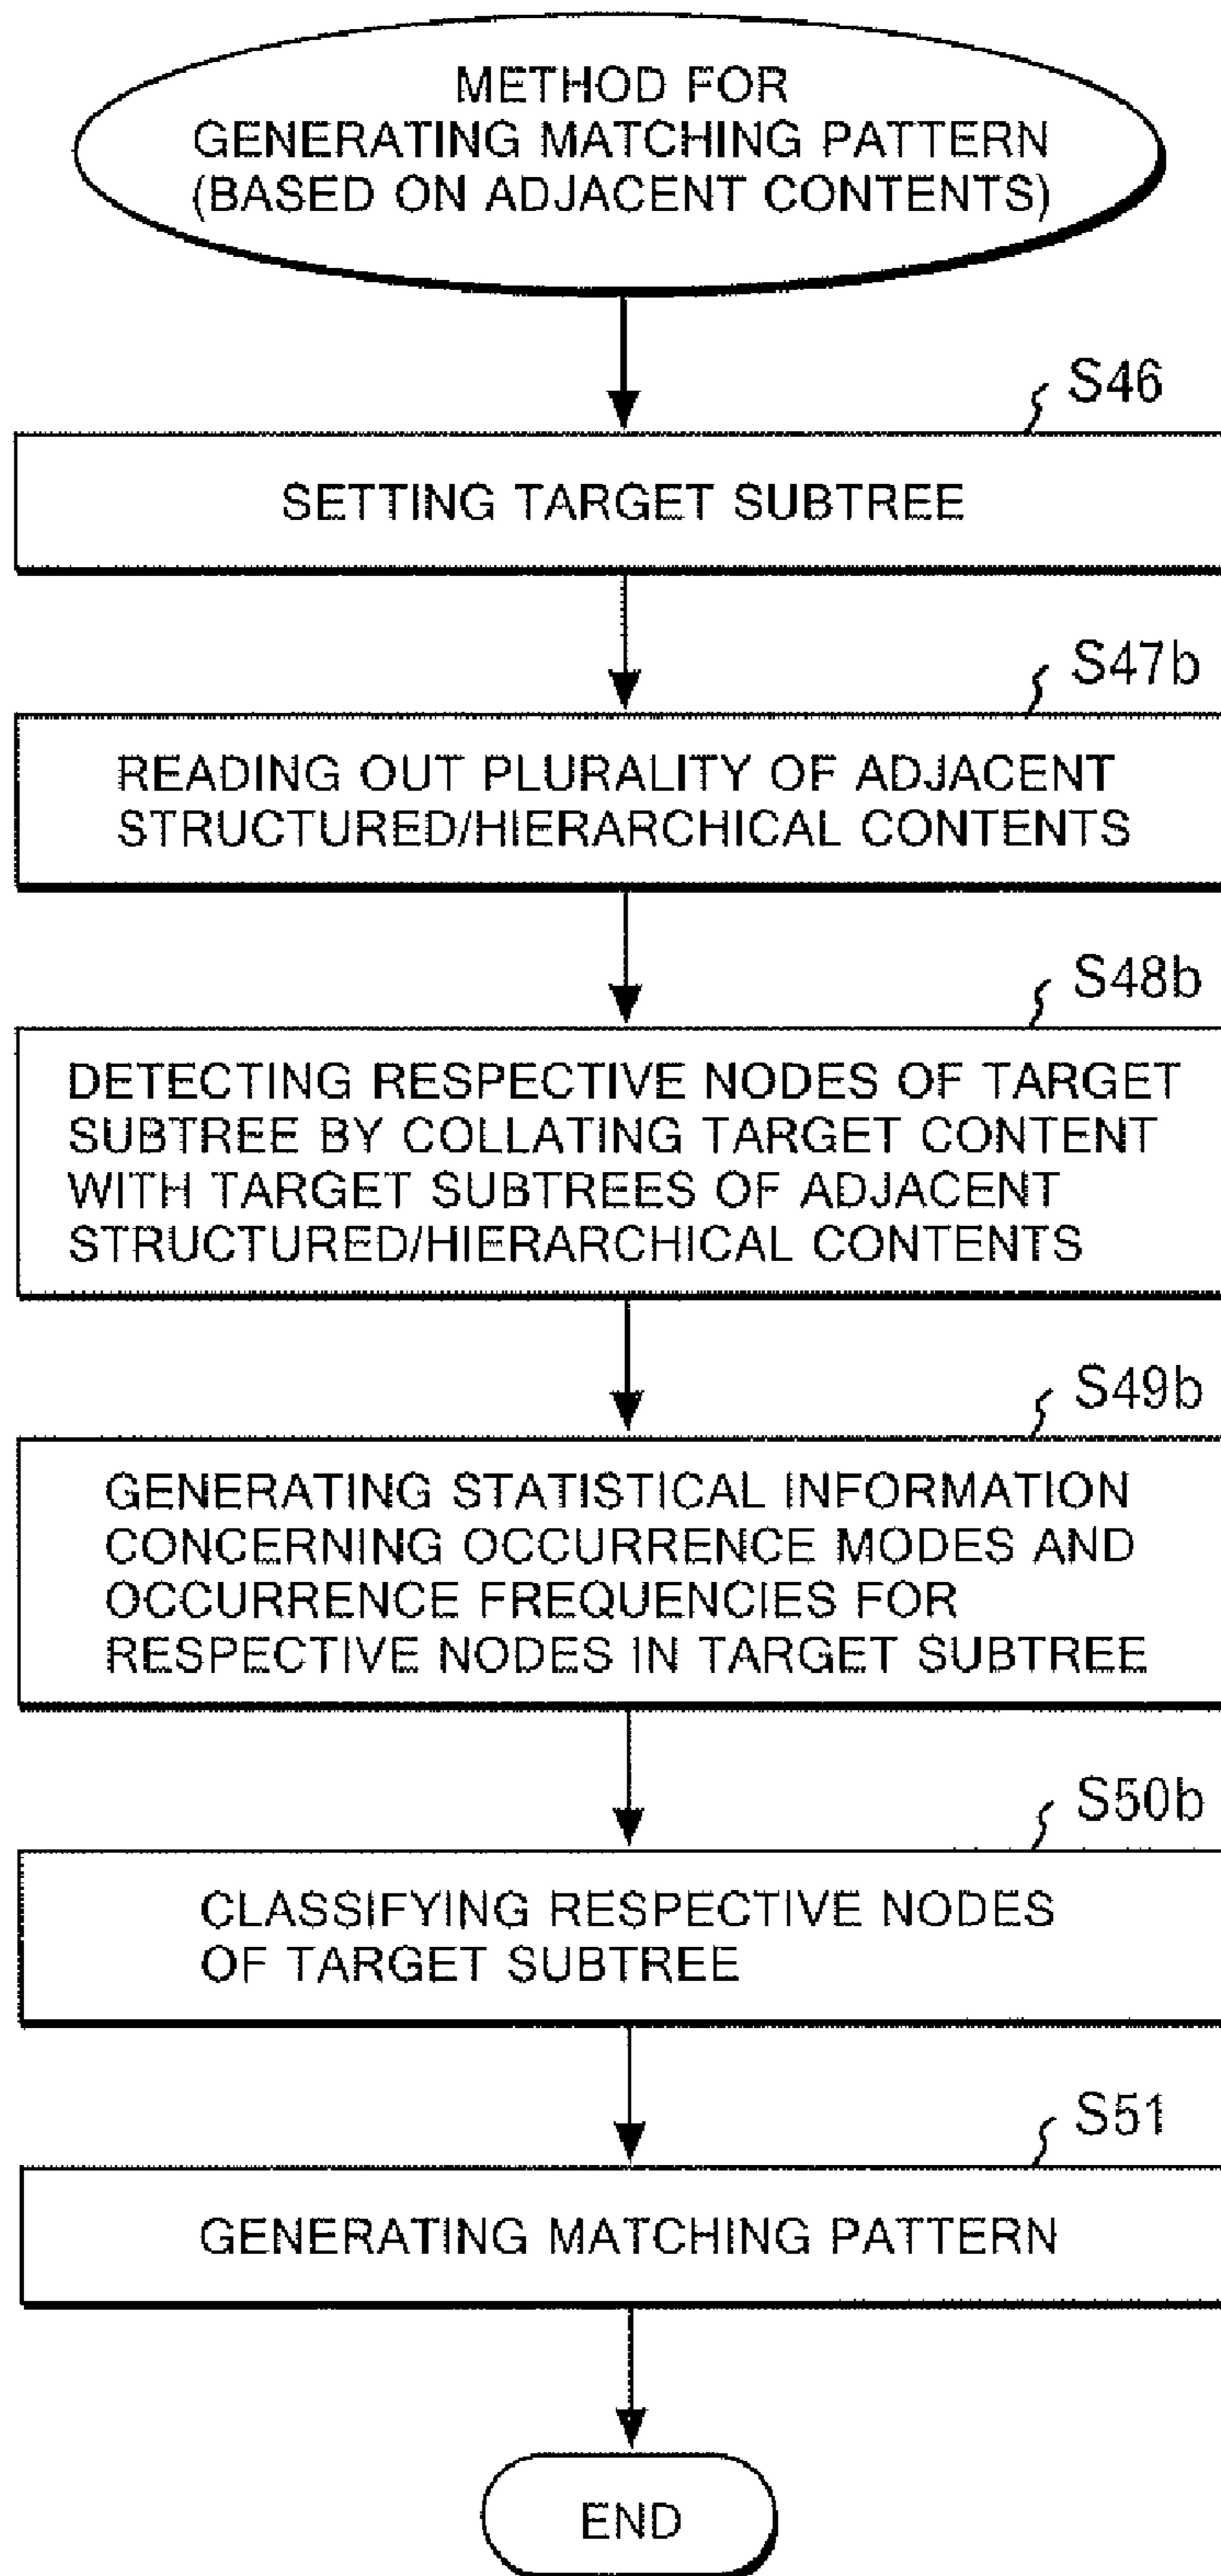 METHOD FOR
GENERATING MATCHING PATTERN
(BASED ON ADJACENT CONTENTS)
S46
SETTING TARGET SUBTREE
S47b
READING OUT PLURALITY OF ADJACENT
STRUCTURED/HIERARCHICAL CONTENTS
S48b
DETECTING RESPECTIVE NODES OF TARGET
SUBTREE BY COLLATING TARGET CONTENT
WITH TARGET SUBTREES OF ADJACENT
STRUCTURED/HIERARCHICAL CONTENTS
S49b
GENERATING STATISTICAL INFORMATION
CONCERNING OCCURRENCE MODES AND
OCCURRENCE FREQUENCIES FOR
RESPECTIVE NODES IN TARGET SUBTREE
S50b
CLASSIFYING RESPECTIVE NODES
OF TARGET SUBTREE
S51
GENERATING MATCHING PATTERN
END